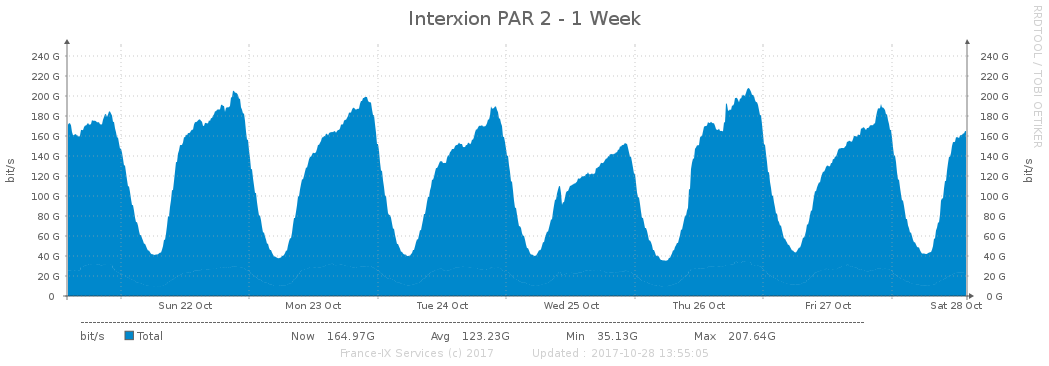 Interxion PAR 2 - 1 Week
RRDTOOL / TOBI OETIKER
bit/s
240 G
220 G
200 G
180 G
160 G
140 G
120 G
100 G
80 G
60 G
40 G
20 G
0
240 G
220 G
200 G
180 G
160 G
140 G
120 G
100 G
80 G
60 G
40 G
20 G
0 G
bit/s
Sun 22 Oct Mon 23 Oct Tue 24 Oct Wed 25 Oct Thu 26 Oct Fri 27 Oct Sat 28 Oct
bit/s Total Now 164.97G Avg 123.23G Min 35.13G Max 207.64G
France-IX Services (c) 2017 Updated : 2017-10-28 13:55:05